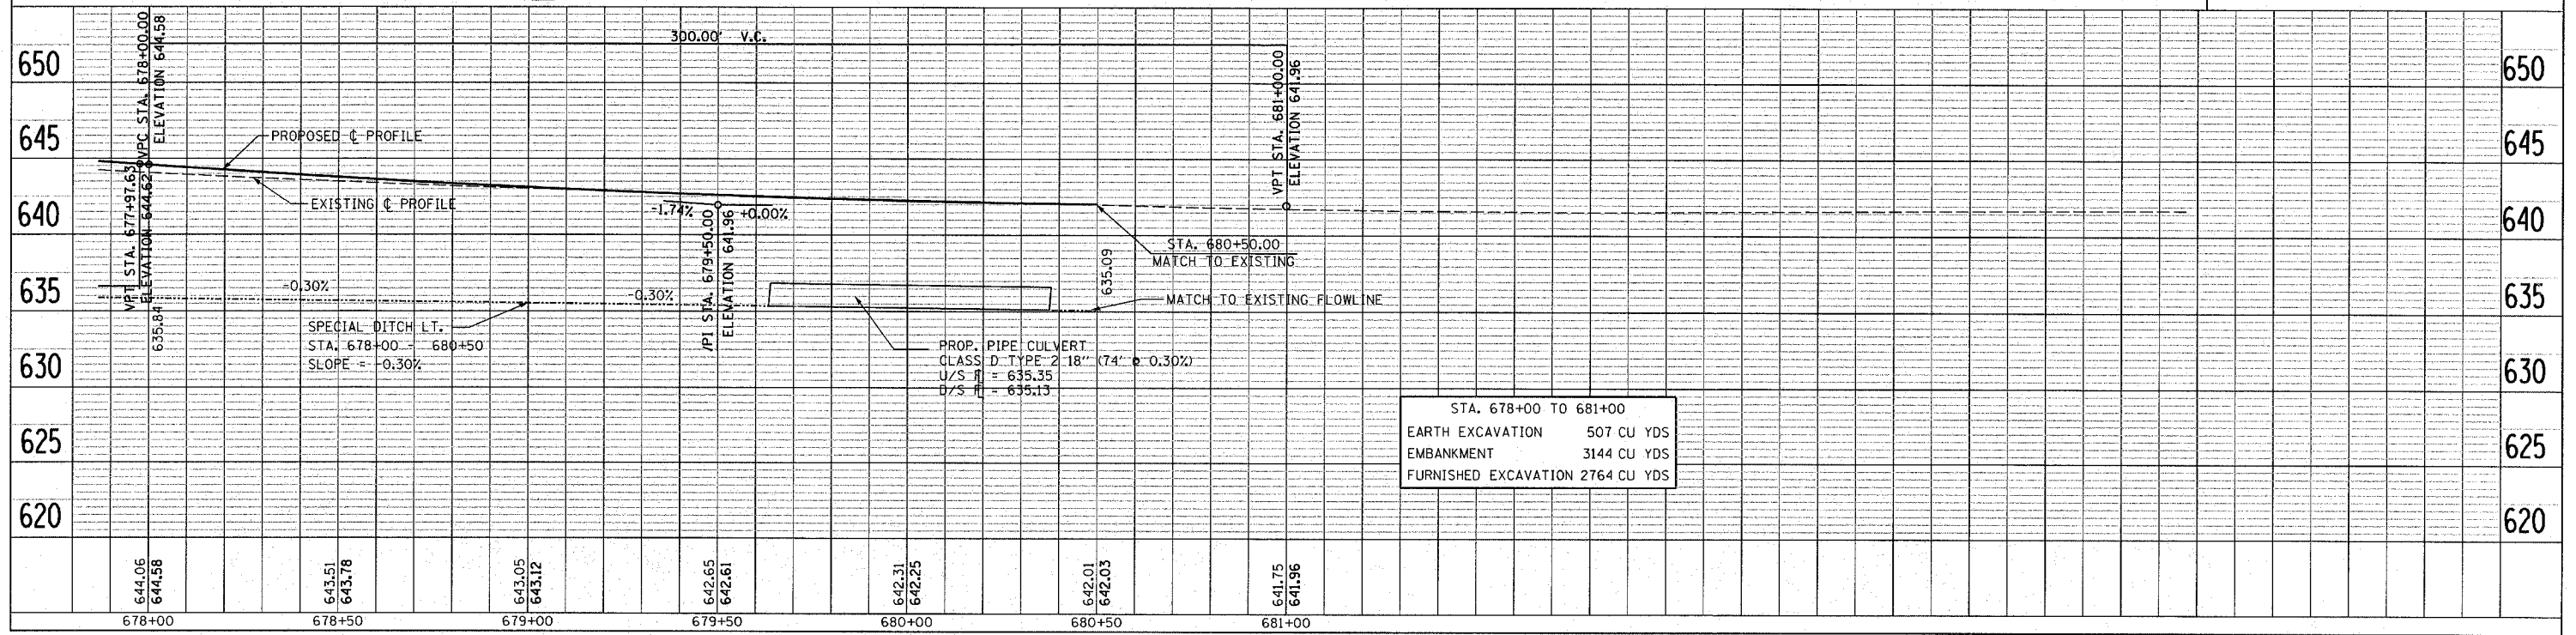 300.00' V.C.
VPC STA. 678+00.00
ELEVATION 644.58
VPT STA. 681+00.00
ELEVATION 641.96
650
650
PROPOSED ℄ PROFILE
645
645
EXISTING ℄ PROFILE
VPT STA. 677+97.63
ELEVATION 644.62
640
640
-1.74%
+0.00%
VPI STA. 679+50.00
ELEVATION 641.96
STA. 680+50.00
MATCH TO EXISTING
635.09
635
635
-0.30%
-0.30%
MATCH TO EXISTING FLOWLINE
635.84
SPECIAL DITCH LT.
STA. 678+00 - 680+50
SLOPE = -0.30%
PROP. PIPE CULVERT
CLASS D TYPE 2 18" (74' @ 0.30%)
U/S FL = 635.35
D/S FL = 635.13
630
630
STA. 678+00 TO 681+00
EARTH EXCAVATION 507 CU YDS
EMBANKMENT 3144 CU YDS
FURNISHED EXCAVATION 2764 CU YDS
625
625
620
620
644.06
644.58
643.51
643.78
643.05
643.12
642.65
642.61
642.31
642.25
642.01
642.03
641.75
641.96
678+00
678+50
679+00
679+50
680+00
680+50
681+00